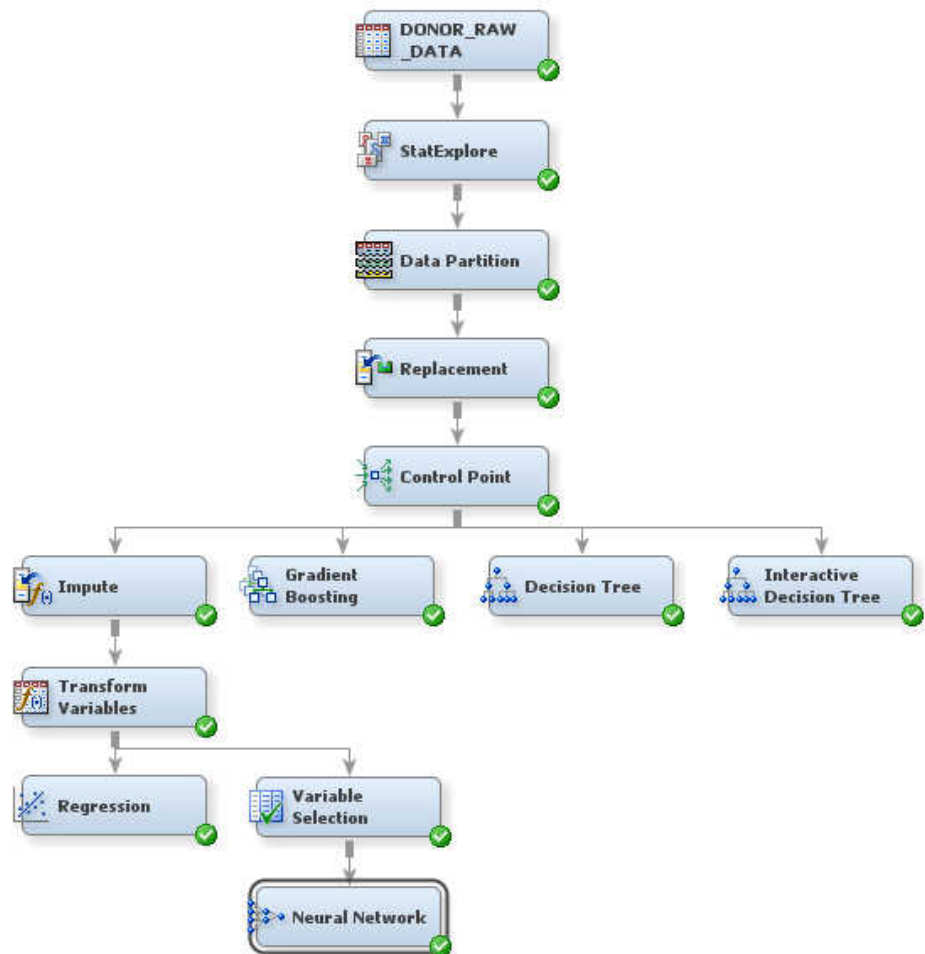 DONOR_RAW
_DATA
StatExplore
Data Partition
Replacement
Control Point
Impute
Gradient
Boosting
Decision Tree
Interactive
Decision Tree
Transform
Variables
Regression
Variable
Selection
Neural Network